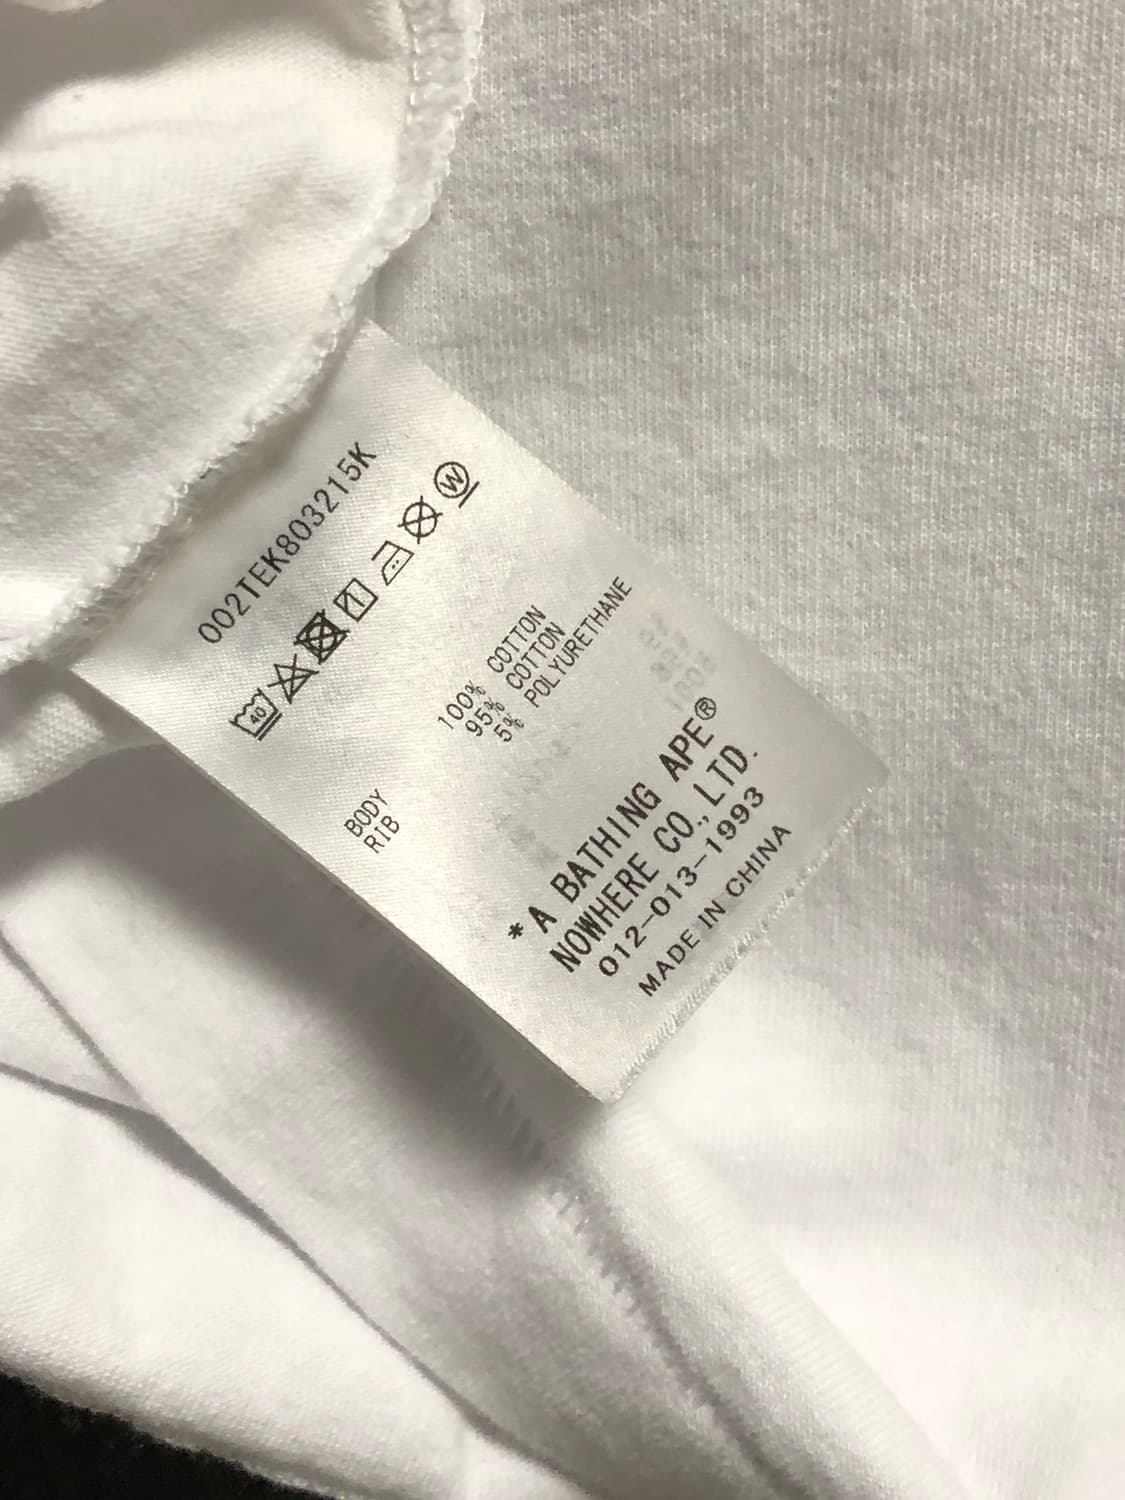 002TEK803215K
40
W
BODY 100% COTTON
RIB 95% COTTON
5% POLYURETHANE
*A BATHING APE®
NOWHERE CO., LTD.
012-013-1993
MADE IN CHINA